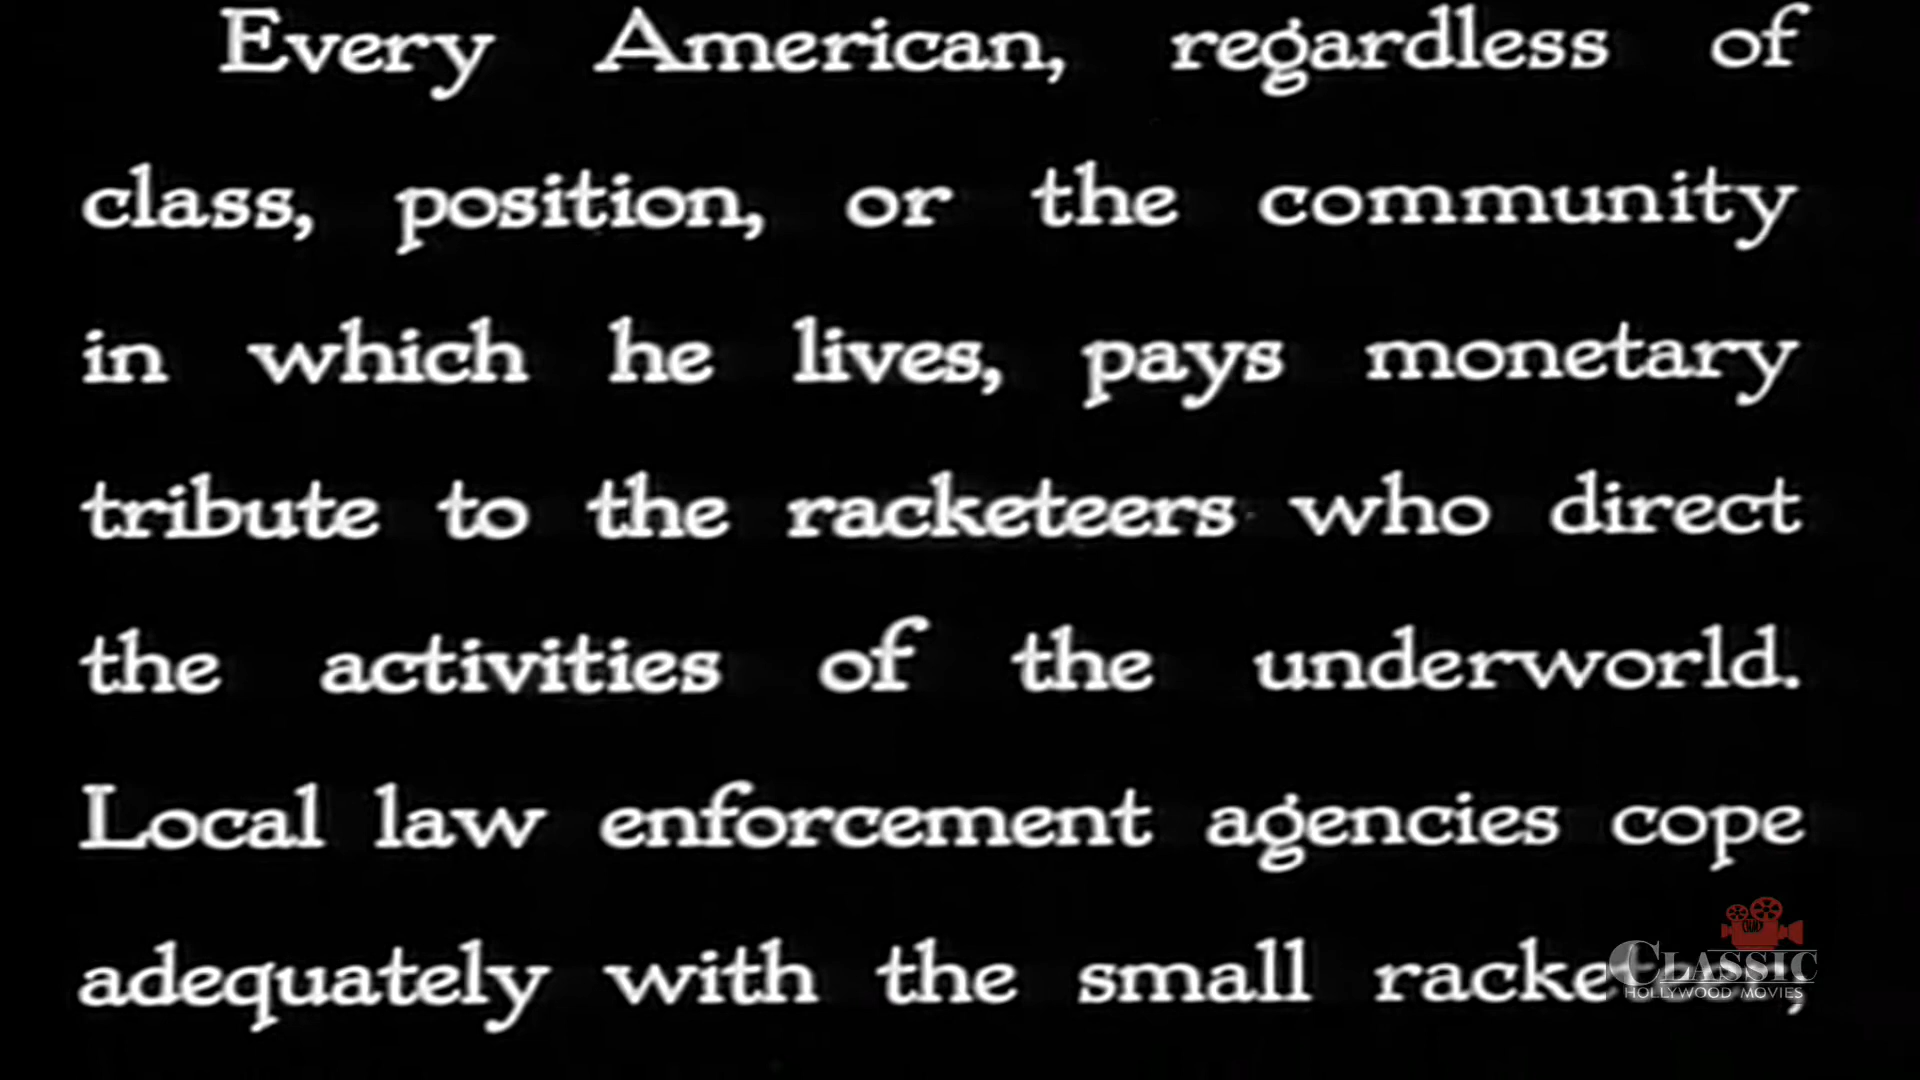 Every American, regardless of
class, position, or the community
in which he lives, pays monetary
tribute to the racketeers who direct
the activities of the underworld.
Local law enforcement agencies cope
adequately with the small
CLASSIC
HOLLYWOOD MOVIES